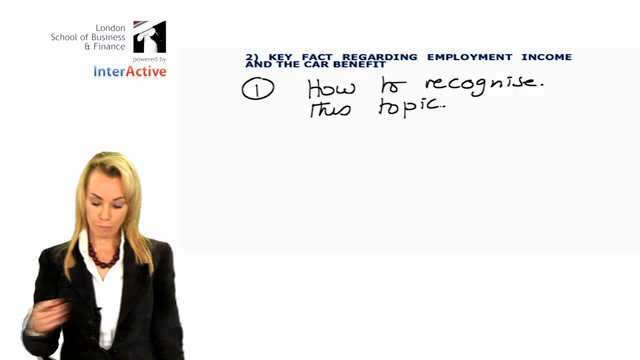 London
School of Business
& Finance
powered by
InterActive
2) KEY FACT REGARDING EMPLOYMENT INCOME
AND THE CAR BENEFIT
① How to recognise.
this topic.